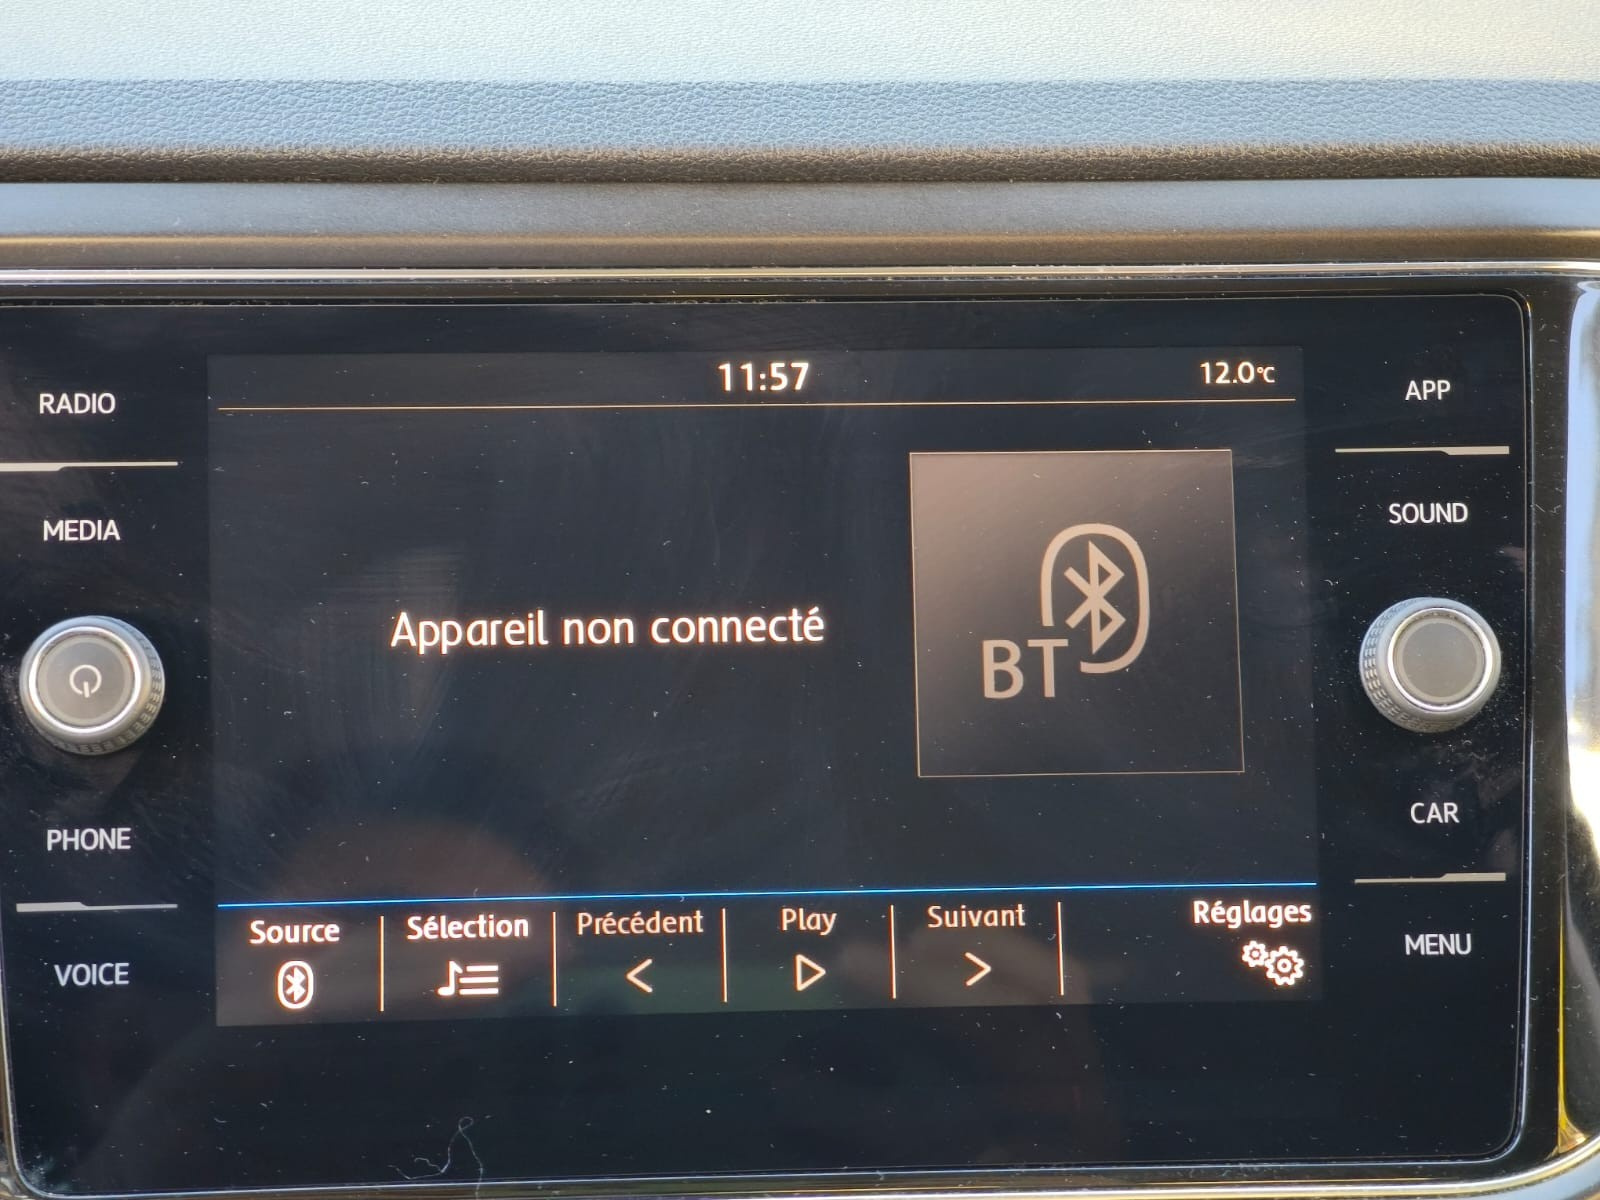 11:57
12.0°C
RADIO
MEDIA
PHONE
VOICE
APP
SOUND
CAR
MENU
Appareil non connecté
BT
Source
Sélection
Précédent
Play
Suivant
Réglages